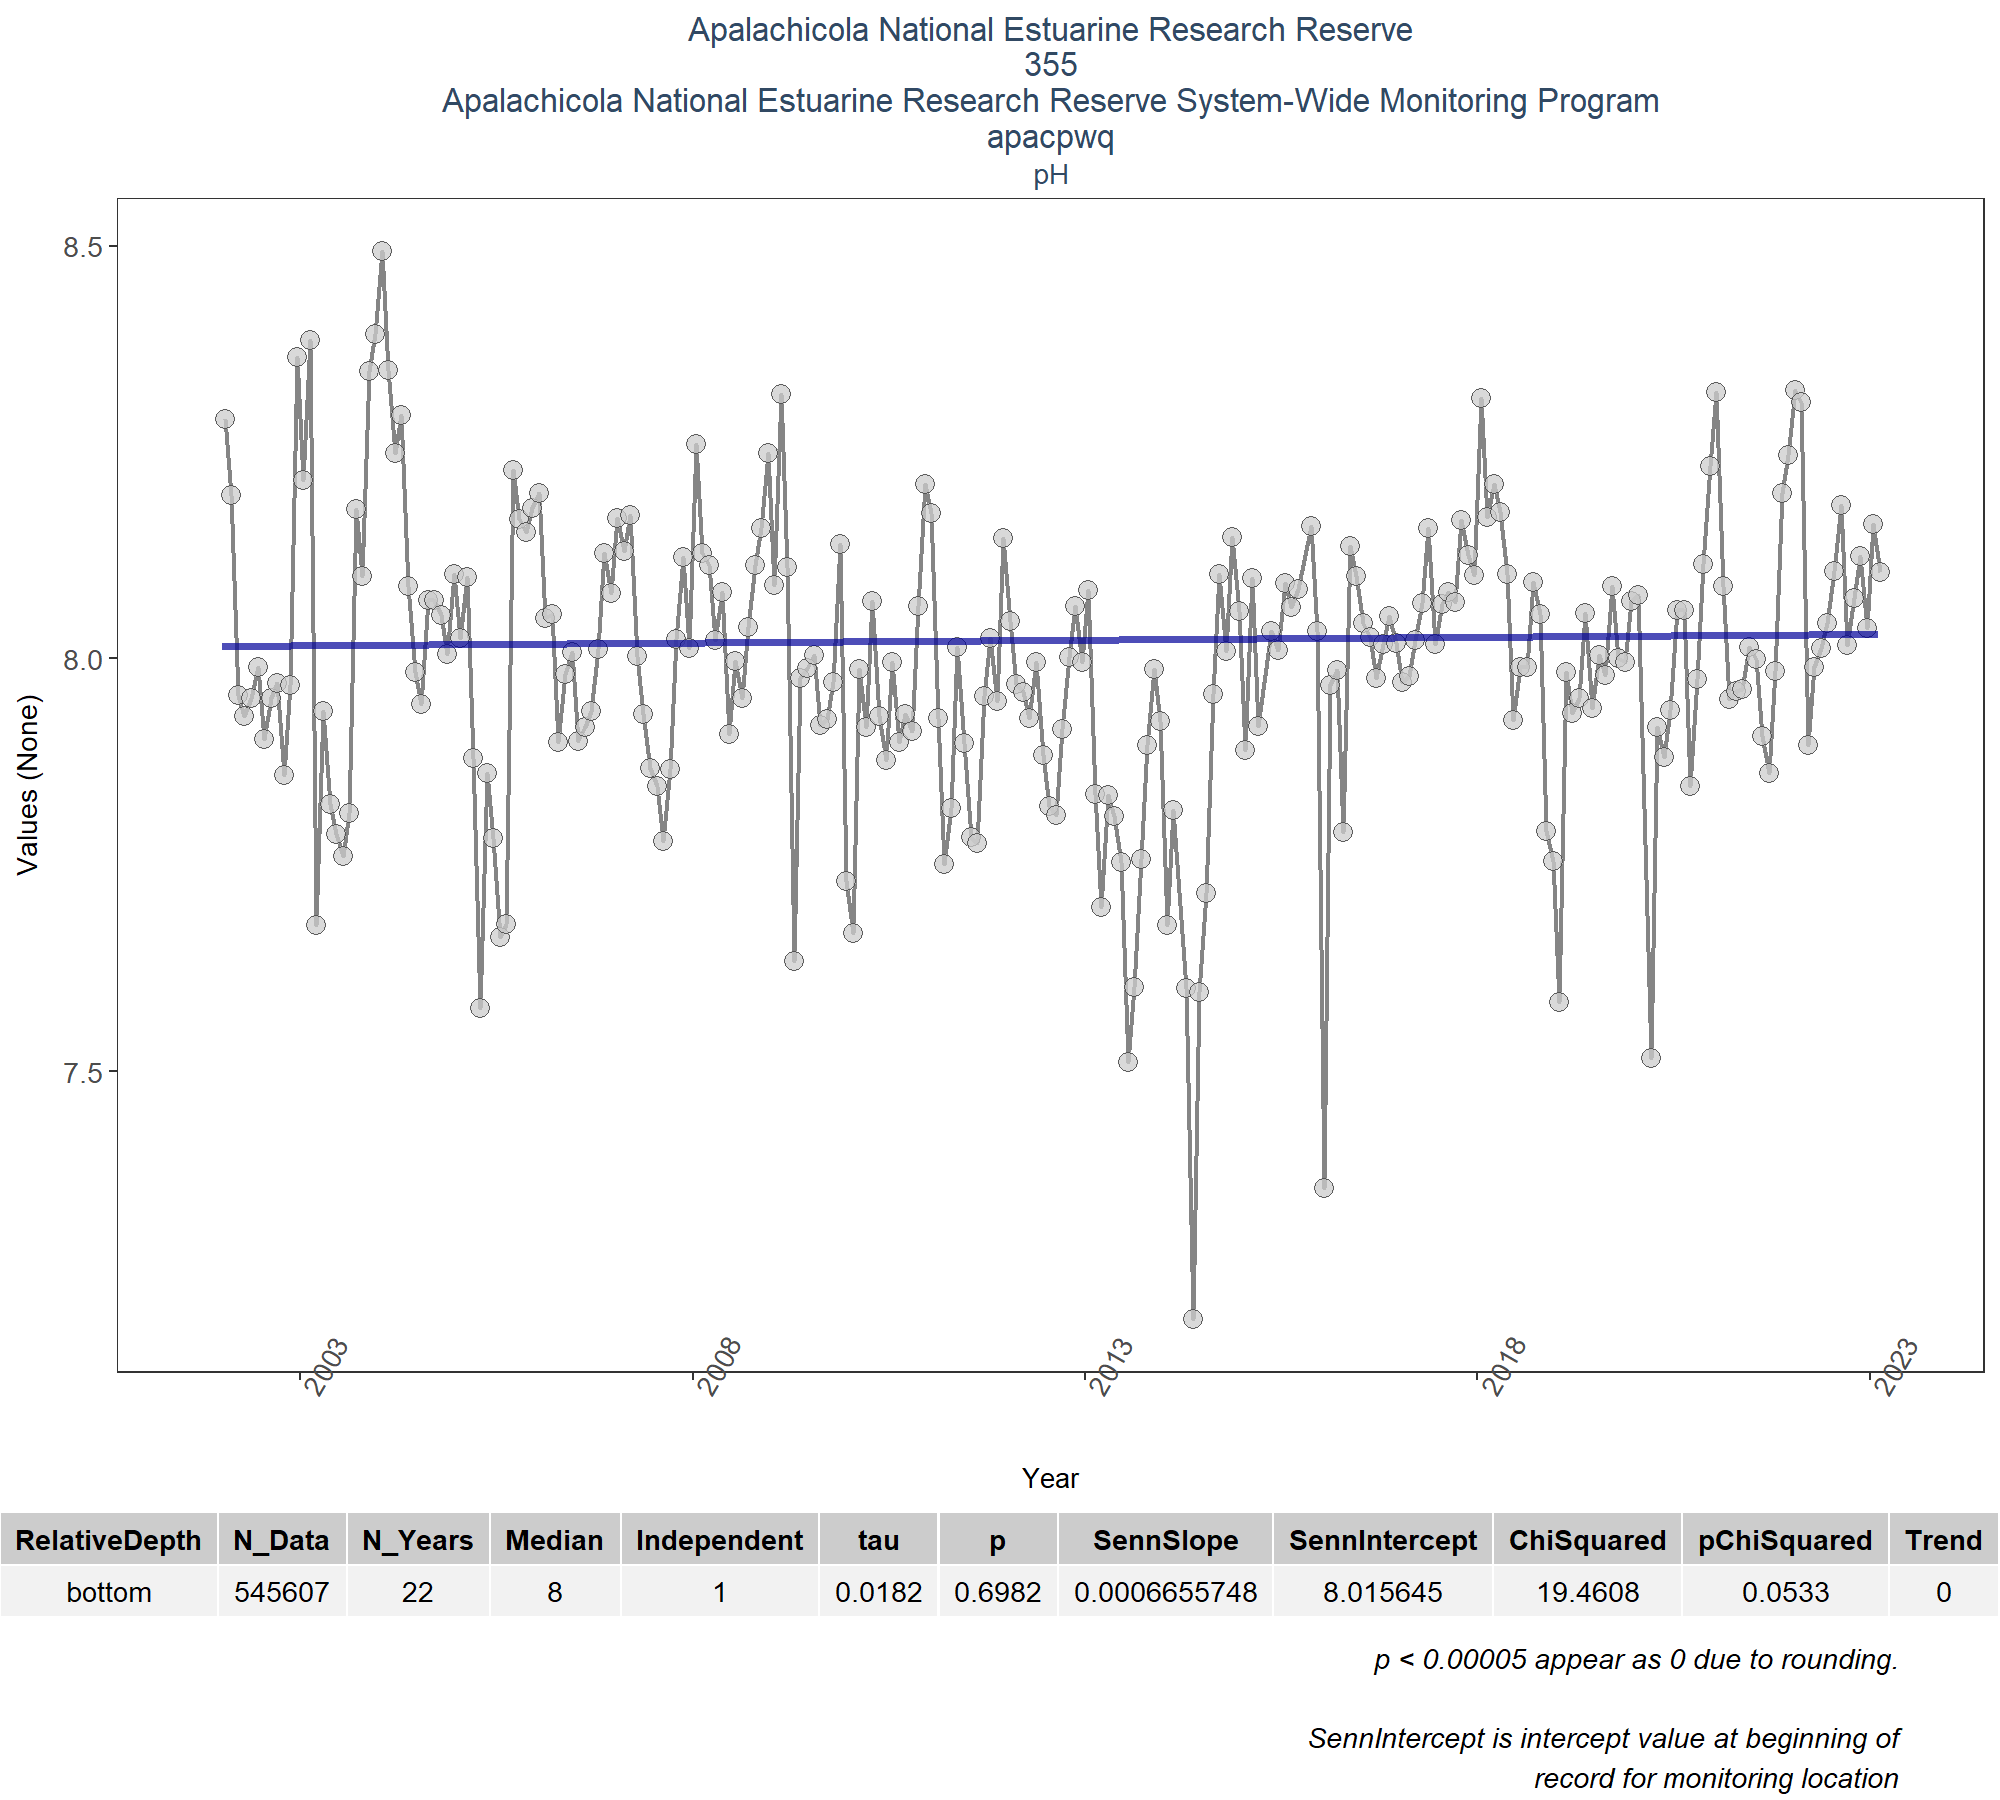 Apalachicola National Estuarine Research Reserve
355
Apalachicola National Estuarine Research Reserve System-Wide Monitoring Program
apacpwq
pH
8.5
8.0
7.5
Values (None)
2003 2008 2013 2018 2023
Year
RelativeDepth N_Data N_Years Median Independent tau p SennSlope SennIntercept ChiSquared pChiSquared Trend
bottom 545607 22 8 1 0.0182 0.6982 0.0006655748 8.015645 19.4608 0.0533 0
p < 0.00005 appear as 0 due to rounding.
SennIntercept is intercept value at beginning of
record for monitoring location